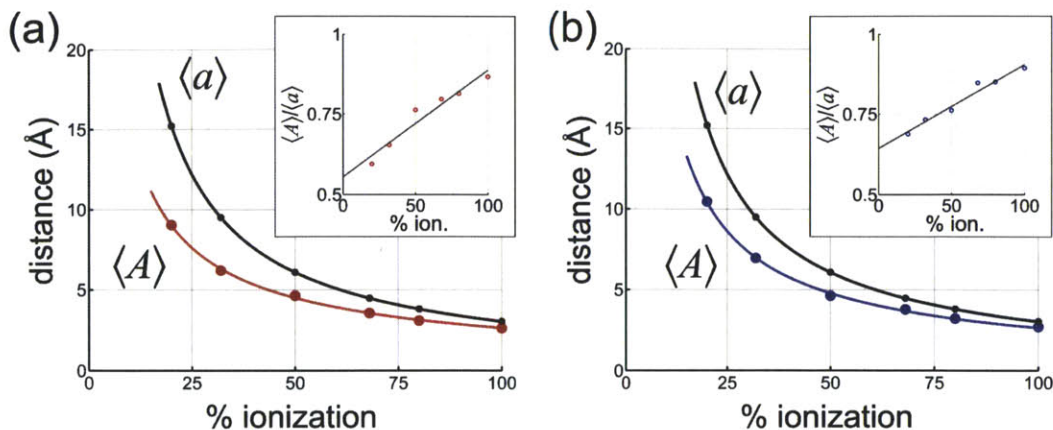 (a)
20
15
10
5
0
distance (Å)
⟨a⟩
⟨A⟩
0 25 50 75 100
% ionization
1
0.75
0.5
⟨A⟩/⟨a⟩
0 50 100
% ion.
(b)
20
15
10
5
0
distance (Å)
⟨a⟩
⟨A⟩
0 25 50 75 100
% ionization
1
0.75
0.5
⟨A⟩/⟨a⟩
0 50 100
% ion.